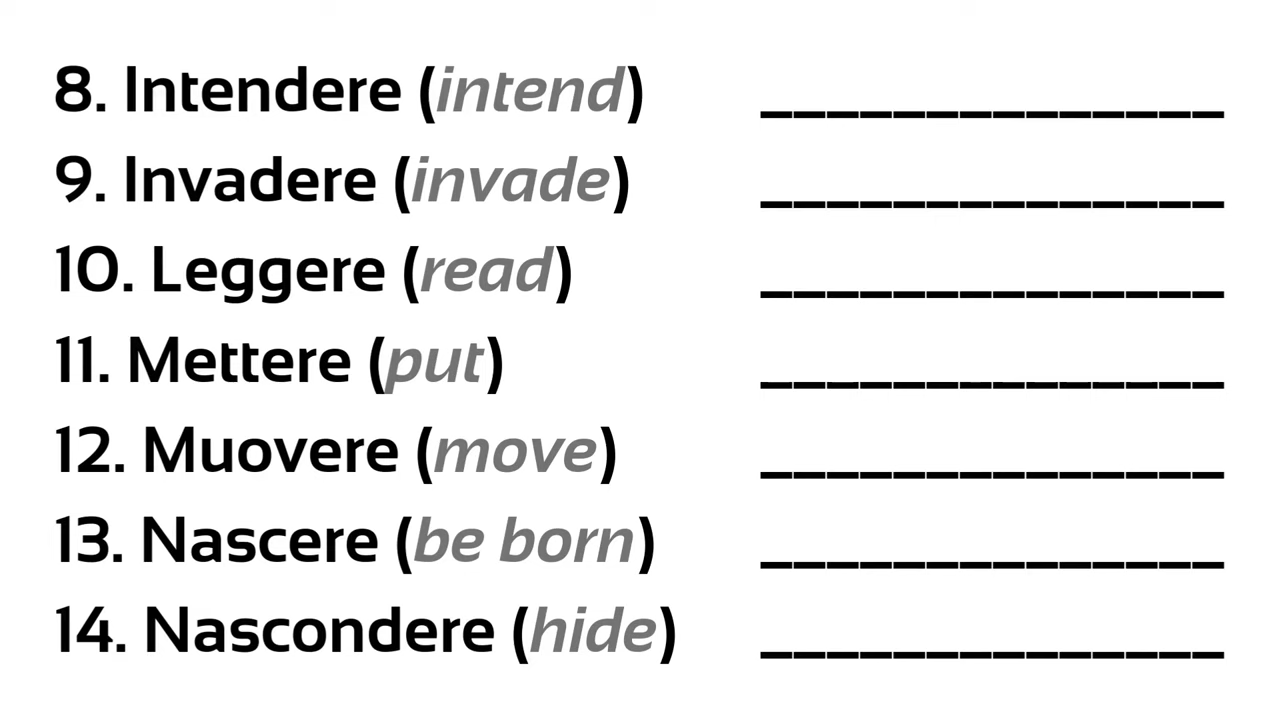 8. Intendere (intend) ______________
9. Invadere (invade) ______________
10. Leggere (read) ______________
11. Mettere (put) ______________
12. Muovere (move) ______________
13. Nascere (be born) ______________
14. Nascondere (hide) ______________